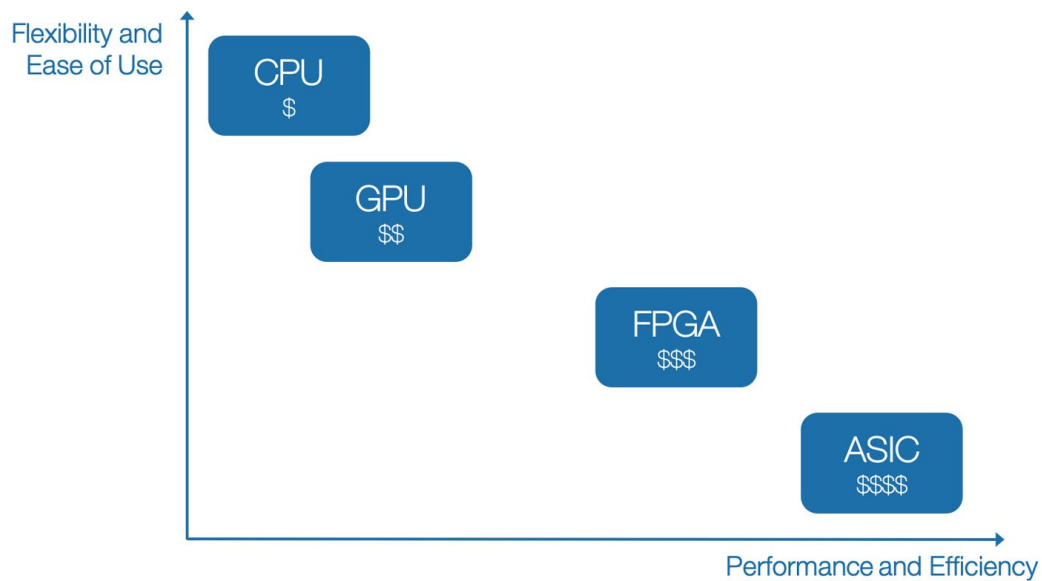 Flexibility and
Ease of Use
CPU
$
GPU
$$
FPGA
$$$
ASIC
$$$$
Performance and Efficiency